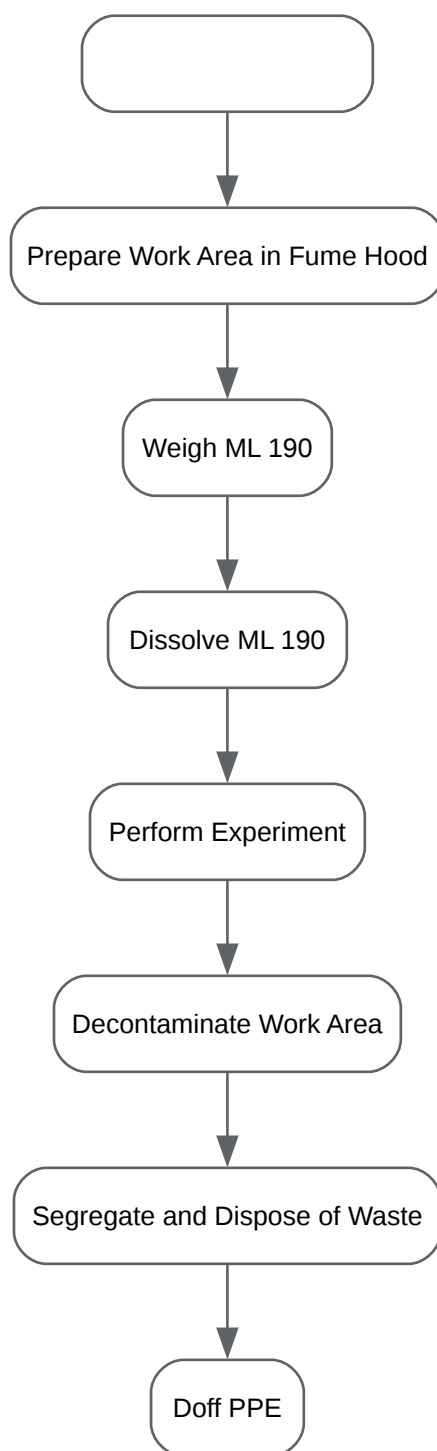 Prepare Work Area in Fume Hood
Weigh ML 190
Dissolve ML 190
Perform Experiment
Decontaminate Work Area
Segregate and Dispose of Waste
Doff PPE